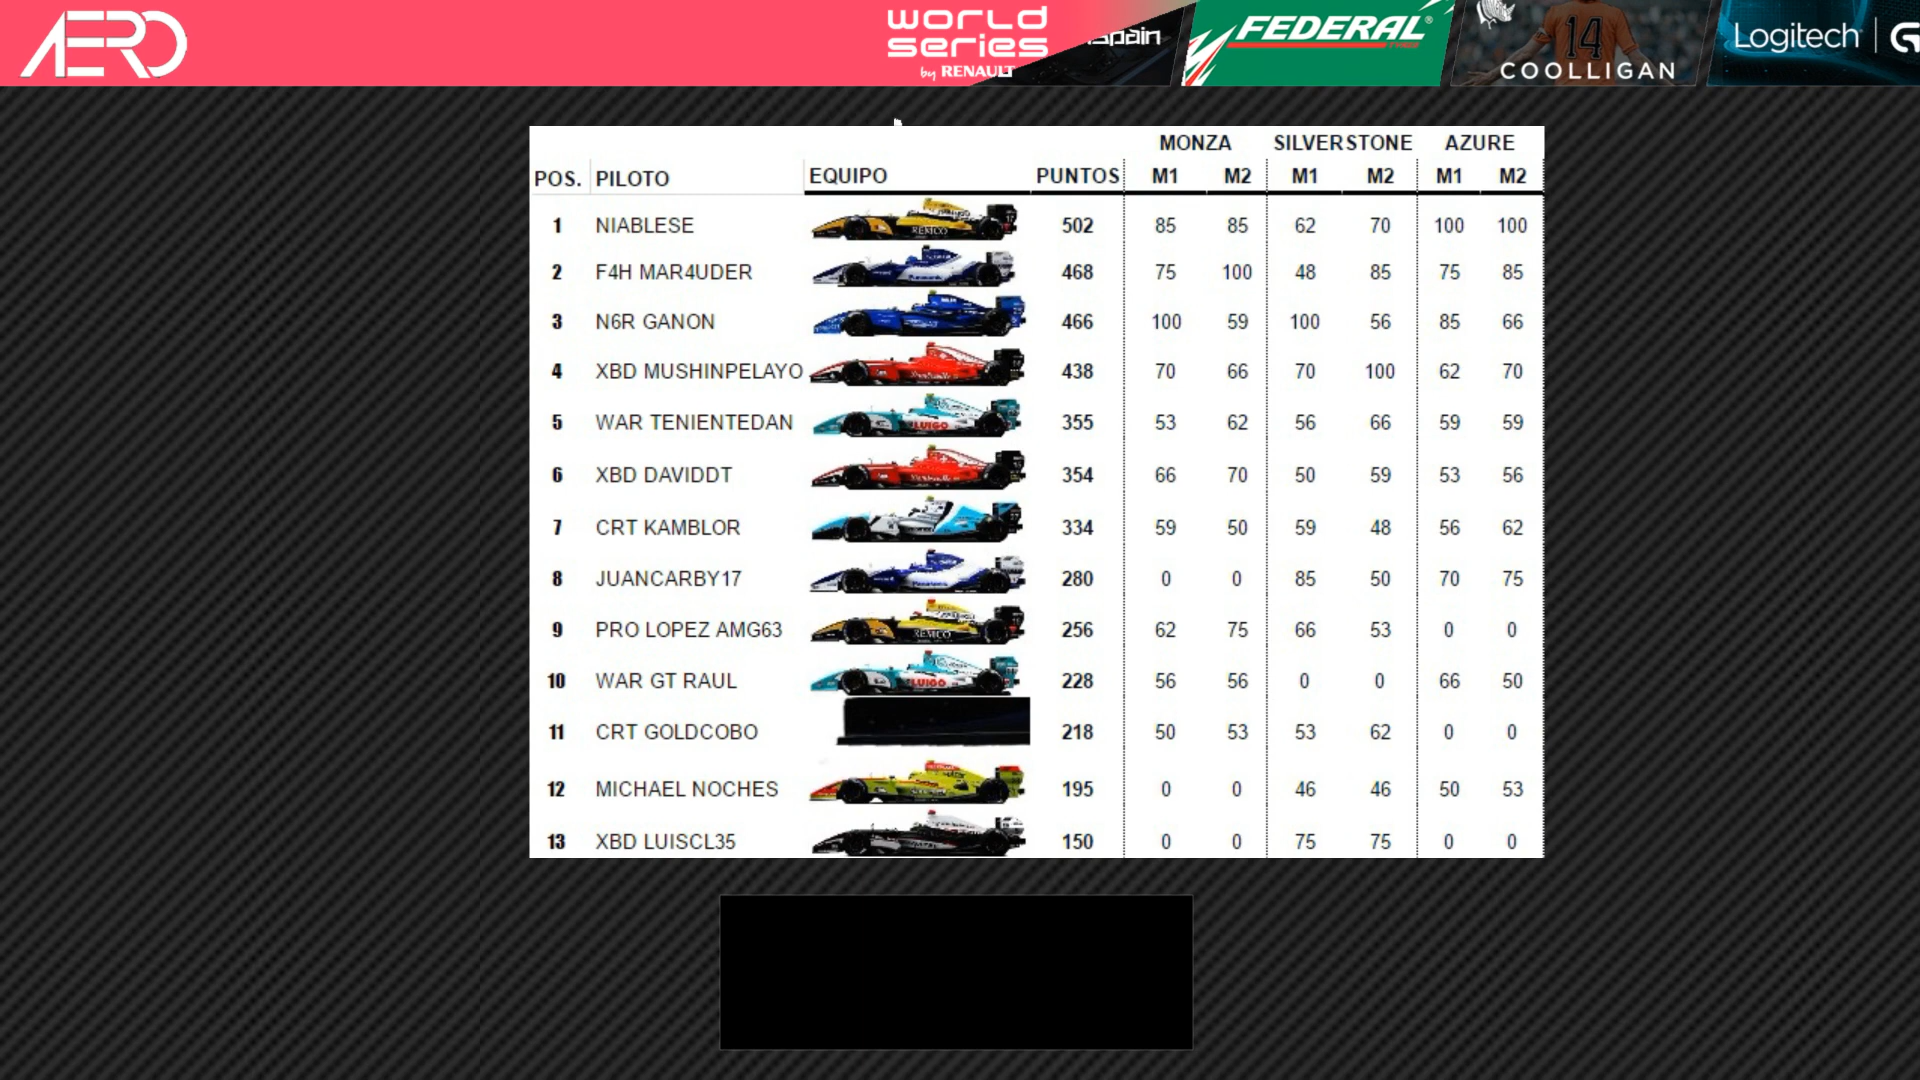 AERO
world
series
by RENAULT
spain
FEDERAL
14
COOLLIGAN
Logitech G
MONZA SILVERSTONE AZURE
POS. PILOTO EQUIPO PUNTOS M1 M2 M1 M2 M1 M2
1 NIABLESE REMCO 502 85 85 62 70 100 100
2 F4H MAR4UDER 468 75 100 48 85 75 85
3 N6R GANON 466 100 59 100 56 85 66
4 XBD MUSHINPELAYO 438 70 66 70 100 62 70
5 WAR TENIENTEDAN LUIGO 355 53 62 56 66 59 59
6 XBD DAVIDDT 354 66 70 50 59 53 56
7 CRT KAMBLOR 334 59 50 59 48 56 62
8 JUANCARBY17 280 0 0 85 50 70 75
9 PRO LOPEZ AMG63 REMCO 256 62 75 66 53 0 0
10 WAR GT RAUL LUIGO 228 56 56 0 0 66 50
11 CRT GOLDCOBO 218 50 53 53 62 0 0
12 MICHAEL NOCHES 195 0 0 46 46 50 53
13 XBD LUISCL35 150 0 0 75 75 0 0